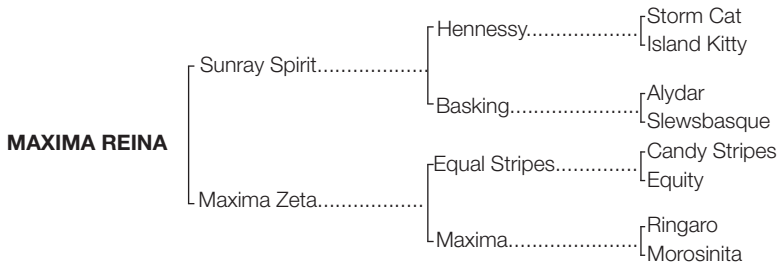 Storm Cat
Hennessy....................
Island Kitty
Sunray Spirit...................
Alydar
Basking.......................
Slewsbasque
MAXIMA REINA
Candy Stripes
Equal Stripes..............
Equity
Maxima Zeta..................
Ringaro
Maxima........................
Morosinita